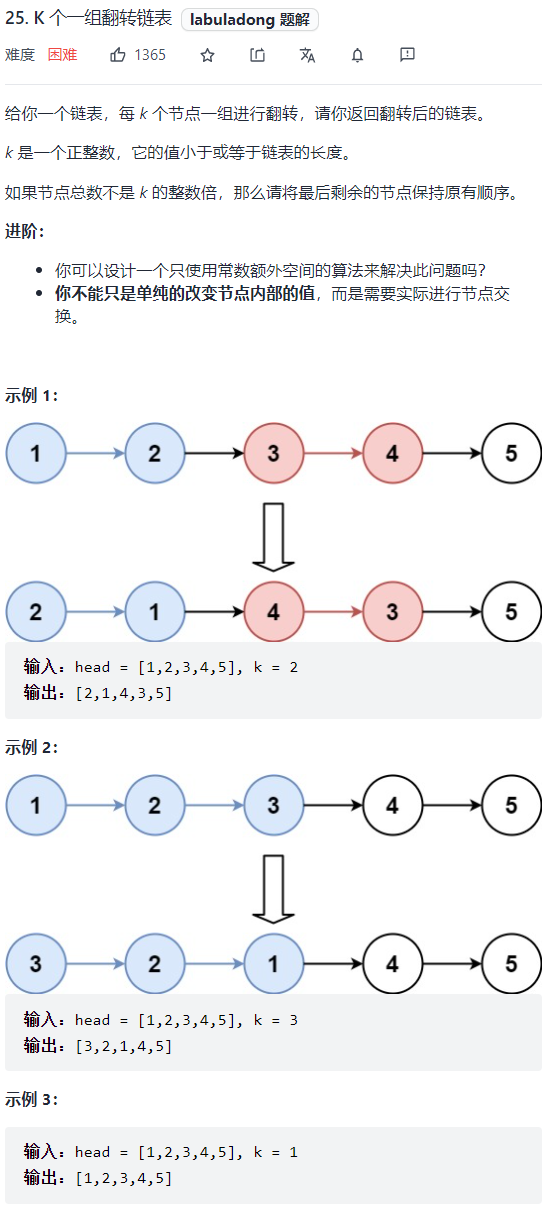 25. K 个一组翻转链表 labuladong 题解
难度 困难 1365
给你一个链表，每 k 个节点一组进行翻转，请你返回翻转后的链表。
k 是一个正整数，它的值小于或等于链表的长度。
如果节点总数不是 k 的整数倍，那么请将最后剩余的节点保持原有顺序。
进阶：
你可以设计一个只使用常数额外空间的算法来解决此问题吗？
你不能只是单纯的改变节点内部的值，而是需要实际进行节点交
换。
示例 1：
1 2 3 4 5
2 1 4 3 5
输入：head = [1,2,3,4,5], k = 2
输出：[2,1,4,3,5]
示例 2：
1 2 3 4 5
3 2 1 4 5
输入：head = [1,2,3,4,5], k = 3
输出：[3,2,1,4,5]
示例 3：
输入：head = [1,2,3,4,5], k = 1
输出：[1,2,3,4,5]